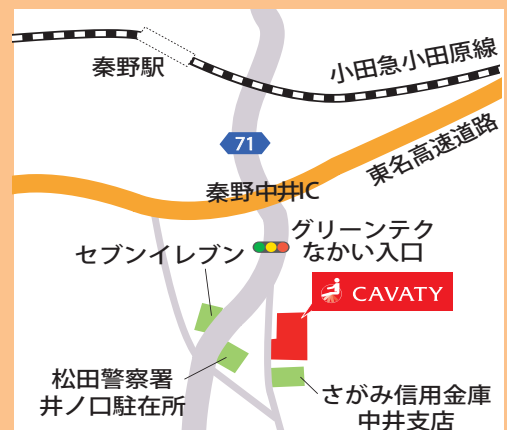 小田急小田原線
秦野駅
71
東名高速道路
秦野中井IC
グリーンテク
なかい入口
セブンイレブン
CAVATY
松田警察署
井ノ口駐在所
さがみ信用金庫
中井支店